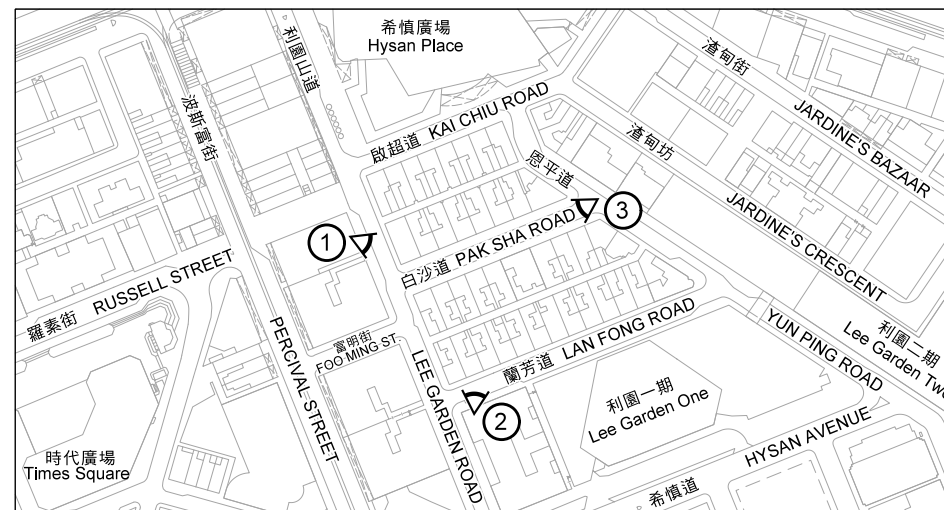 希慎廣場
Hysan Place
利園山道
波斯富街
渣甸街
JARDINE'S BAZAAR
啟超道 KAI CHIU ROAD
渣甸坊
JARDINE'S CRESCENT
恩平道
YUN PING ROAD
1
3
白沙道 PAK SHA ROAD
羅素街 RUSSELL STREET
PERCIVAL STREET
富明街
FOO MING ST.
LEE GARDEN ROAD
蘭芳道 LAN FONG ROAD
2
利園一期
Lee Garden One
利園二期
Lee Garden Two
時代廣場
Times Square
希慎道
HYSAN AVENUE